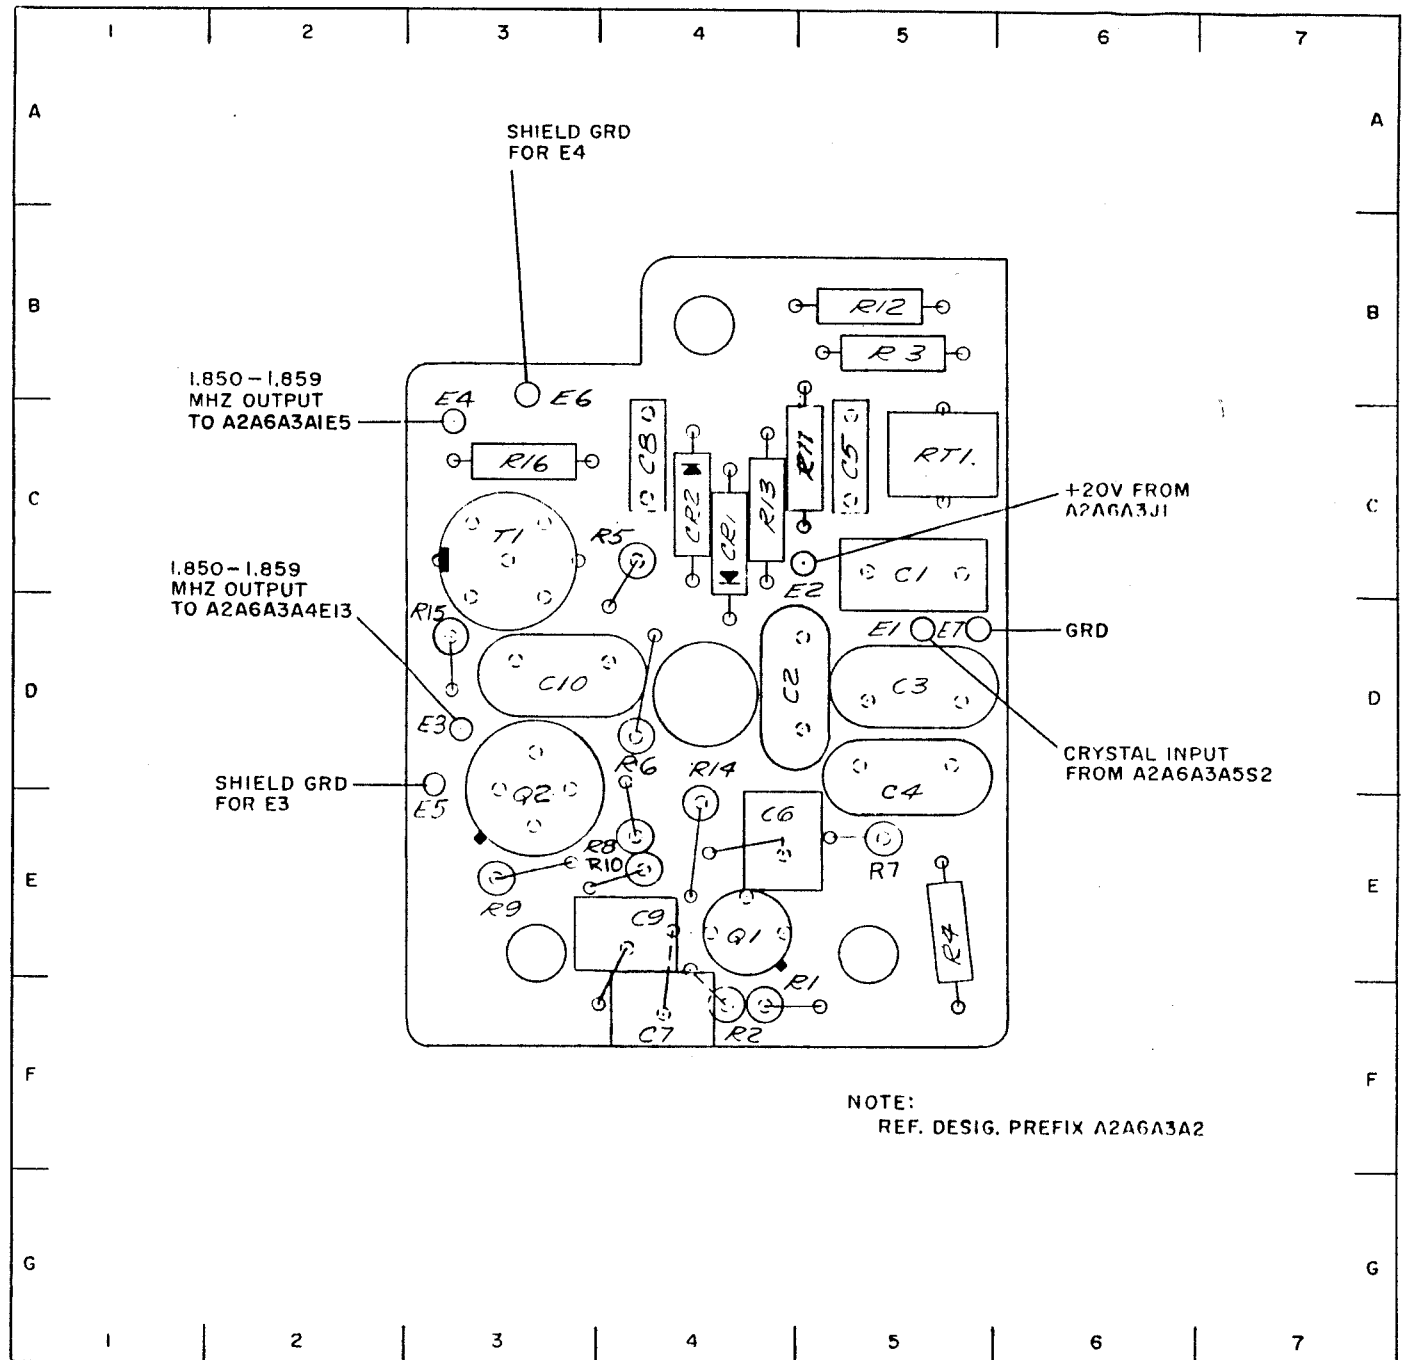 1 2 3 4 5 6 7
A A
SHIELD GRD
FOR E4
B B
R12
R3
1.850-1.859
MHZ OUTPUT
TO A2A6A3A1E5
E4
E6
R16
C8
CR2
CR1
R13
R11
C5
RT1.
C C
+20V FROM
A2A6A3J1
T1
R5
E2
C1
1.850-1.859
MHZ OUTPUT
TO A2A6A3A4E13
R15
E1 E7
GRD
C10
C2
C3
D D
E3
R6
R14
CRYSTAL INPUT
FROM A2A6A3A5S2
SHIELD GRD
FOR E3
E5
Q2
C4
C6
R8
R10
R7
E E
R9
C9
Q1
R4
R1
C7
R2
F F
NOTE:
REF. DESIG. PREFIX A2A6A3A2
G G
1 2 3 4 5 6 7